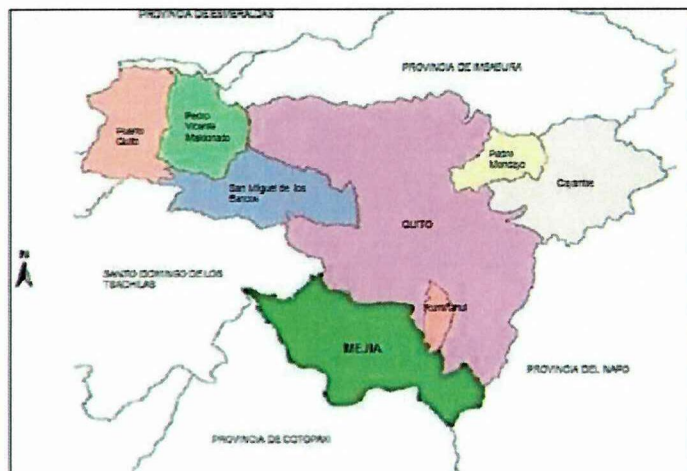 PROVINCIA DE ESMERALDAS
PROVINCIA DE IMBABURA
Puerto
Quito
Pedro
Vicente
Maldonado
Pedro
Moncayo
Cayambe
San Miguel de los
Bancos
QUITO
N
SANTO DOMINGO DE LOS
TSACHILAS
Rumiñahui
MEJIA
PROVINCIA DEL NAPO
PROVINCIA DE COTOPAXI